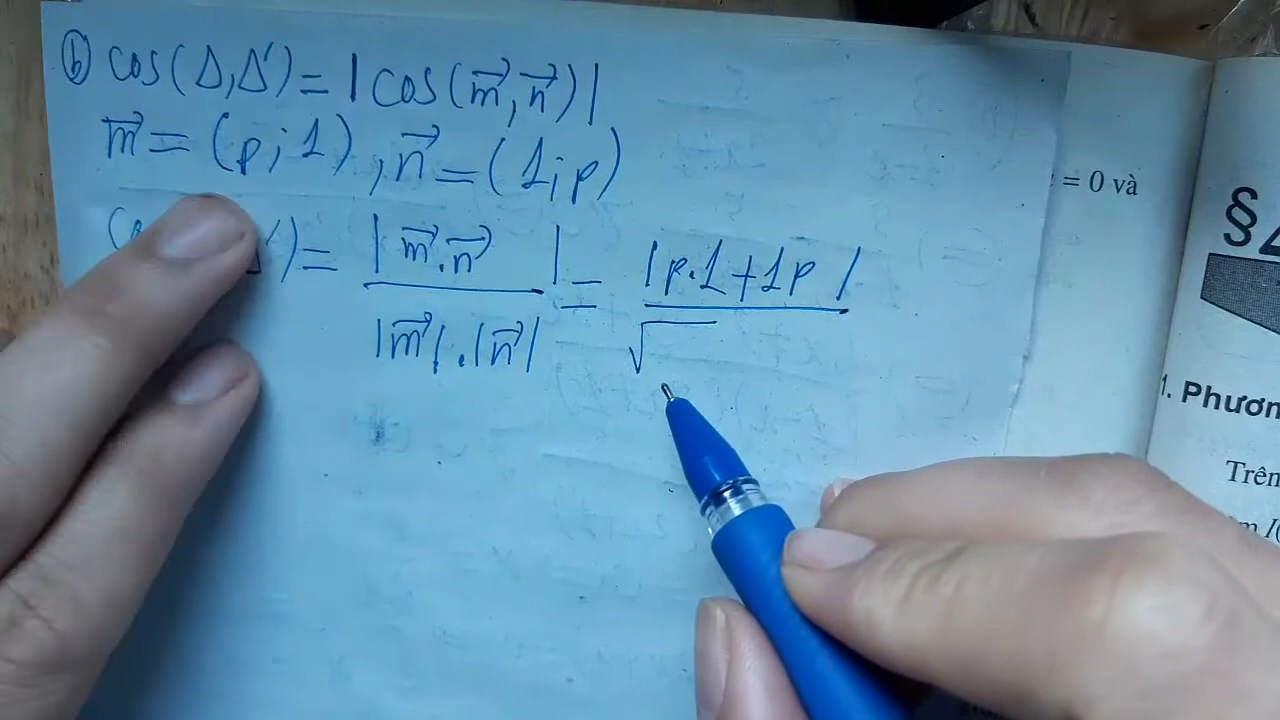 ⓑ cos(Δ,Δ') = |cos(m⃗,n⃗)|
m⃗ = (p;1), n⃗ = (1;p)
') = | m⃗.n⃗ | / |m⃗|.|n⃗| = |p.1+1p| / √
= 0 và
§
1. Phươn
Trên